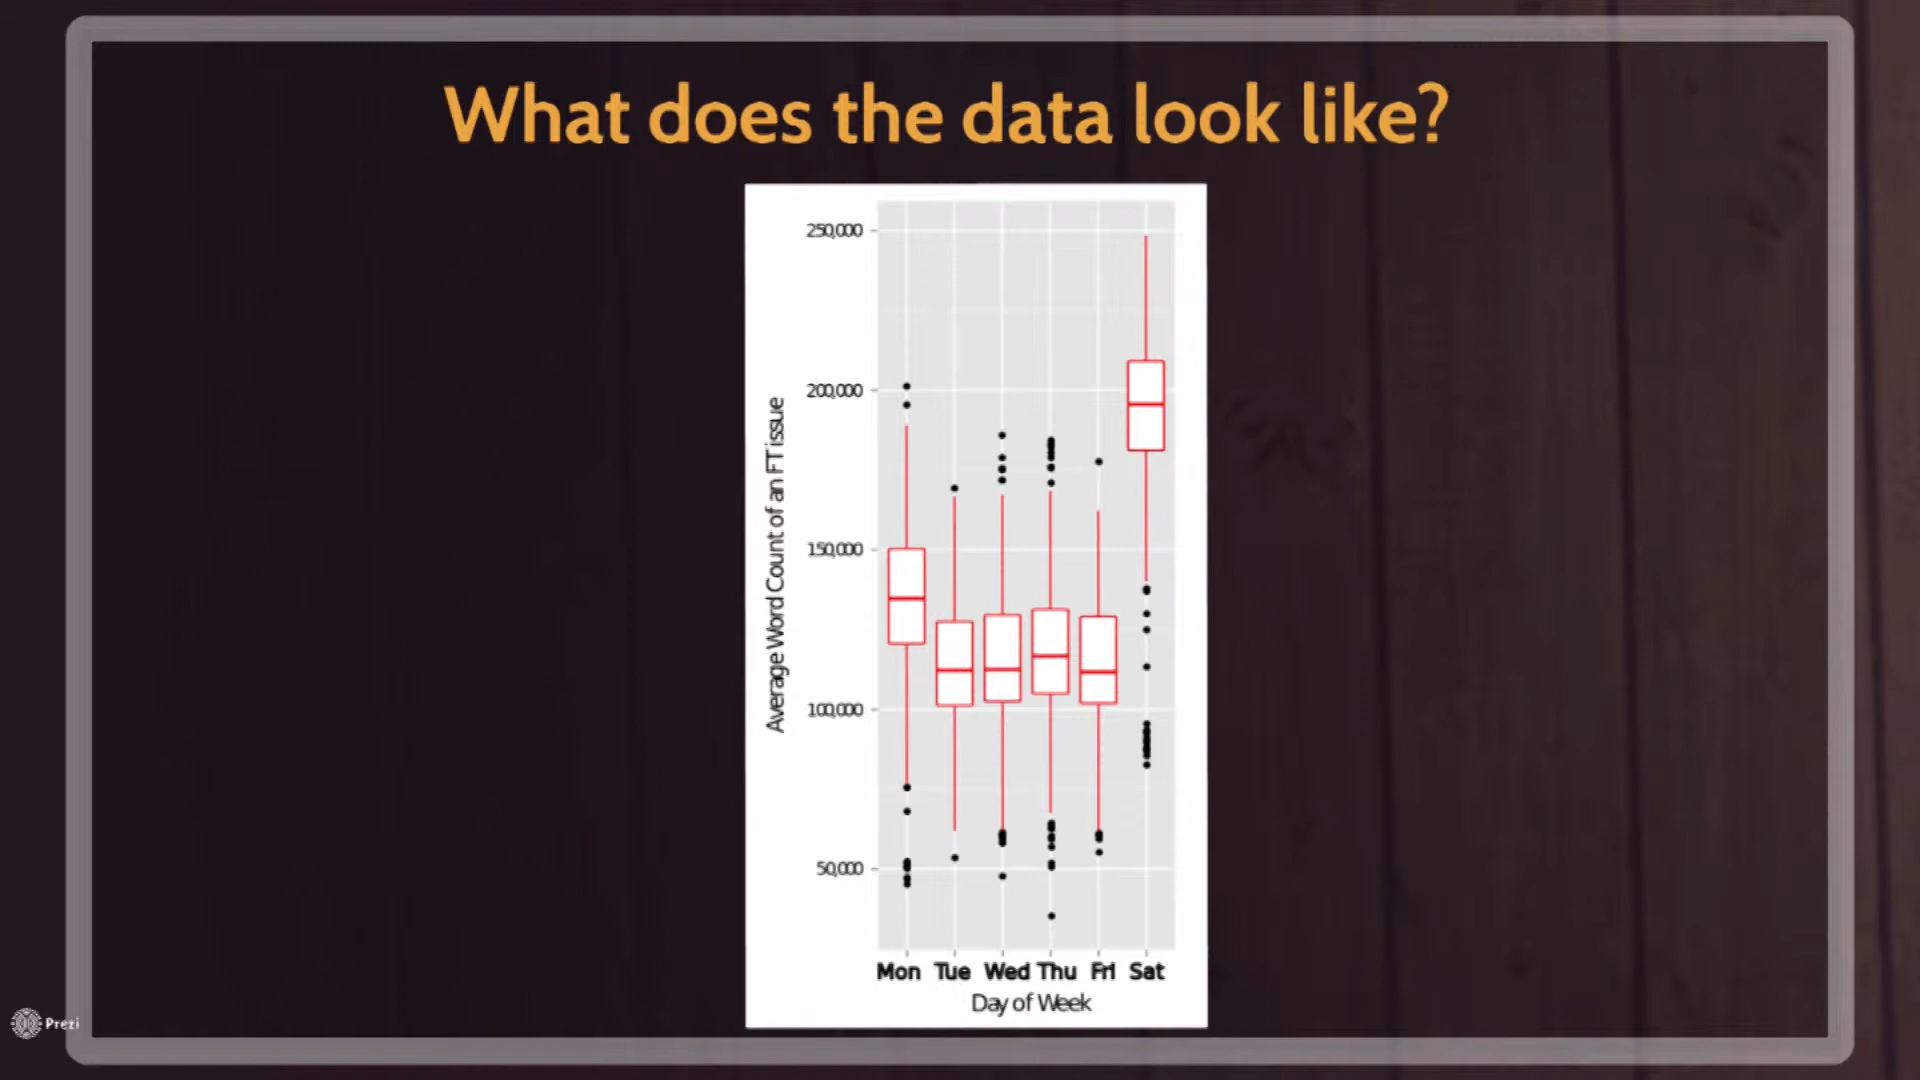 What does the data look like?
250,000
200,000
150,000
100,000
50,000
Average Word Count of an FT issue
Mon Tue Wed Thu Fri Sat
Day of Week
Prezi